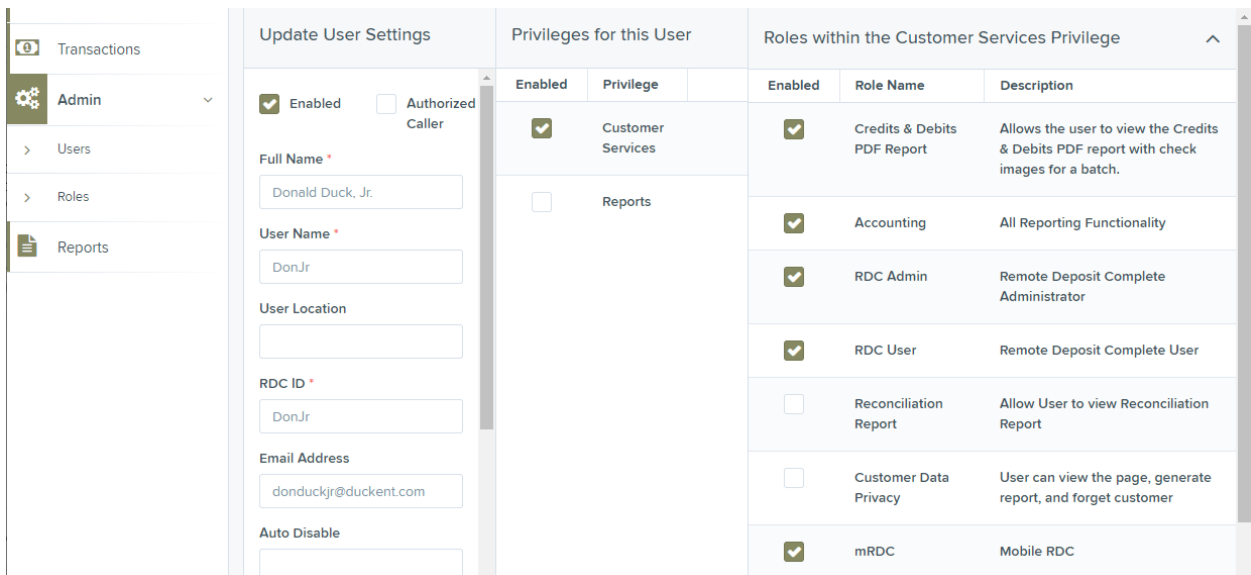 Transactions
Admin
Users
Roles
Reports
Update User Settings
Enabled
Authorized
Caller
Full Name *
Donald Duck, Jr.
User Name *
DonJr
User Location
RDC ID *
DonJr
Email Address
donduckjr@duckent.com
Auto Disable
Privileges for this User
Enabled Privilege
Customer
Services
Reports
Roles within the Customer Services Privilege
Enabled Role Name Description
Credits & Debits
PDF Report
Allows the user to view the Credits
& Debits PDF report with check
images for a batch.
Accounting
All Reporting Functionality
RDC Admin
Remote Deposit Complete
Administrator
RDC User
Remote Deposit Complete User
Reconciliation
Report
Allow User to view Reconciliation
Report
Customer Data
Privacy
User can view the page, generate
report, and forget customer
mRDC
Mobile RDC